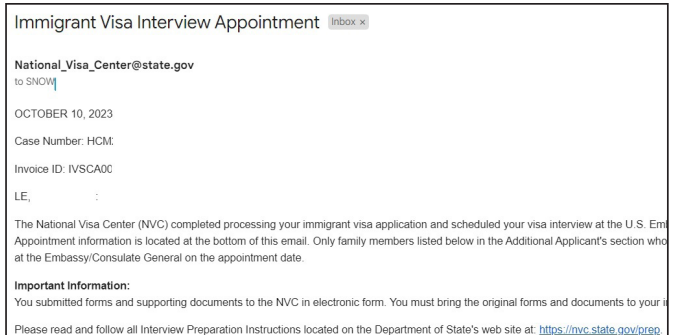 Immigrant Visa Interview Appointment Inbox x
National_Visa_Center@state.gov
to SNOW
OCTOBER 10, 2023
Case Number: HCM
Invoice ID: IVSCA00
LE, :
The National Visa Center (NVC) completed processing your immigrant visa application and scheduled your visa interview at the U.S.
Appointment information is located at the bottom of this email. Only family members listed below in the Additional Applicant's section who
at the Embassy/Consulate General on the appointment date.
Important Information:
You submitted forms and supporting documents to the NVC in electronic form. You must bring the original forms and documents to your
Please read and follow all Interview Preparation Instructions located on the Department of State's web site at: https://nvc.state.gov/prep.